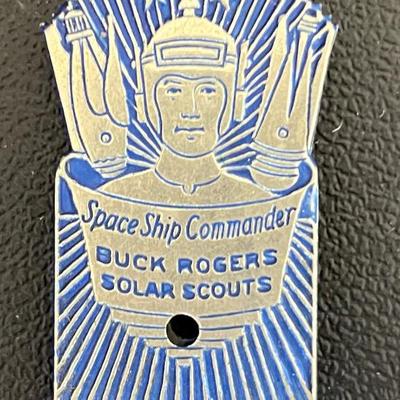 Space Ship Commander
BUCK ROGERS
SOLAR SCOUTS